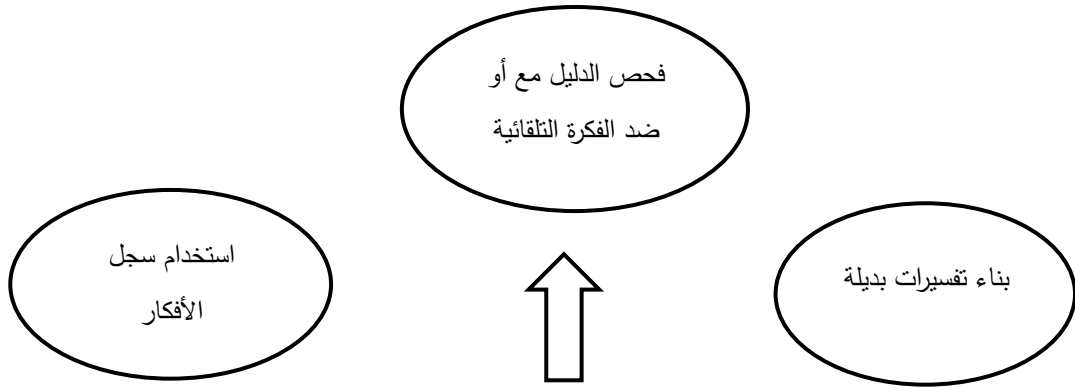 فحص الدليل مع أو
ضد الفكرة التلقائية
بناء تفسيرات بديلة
استخدام سجل
الأفكار